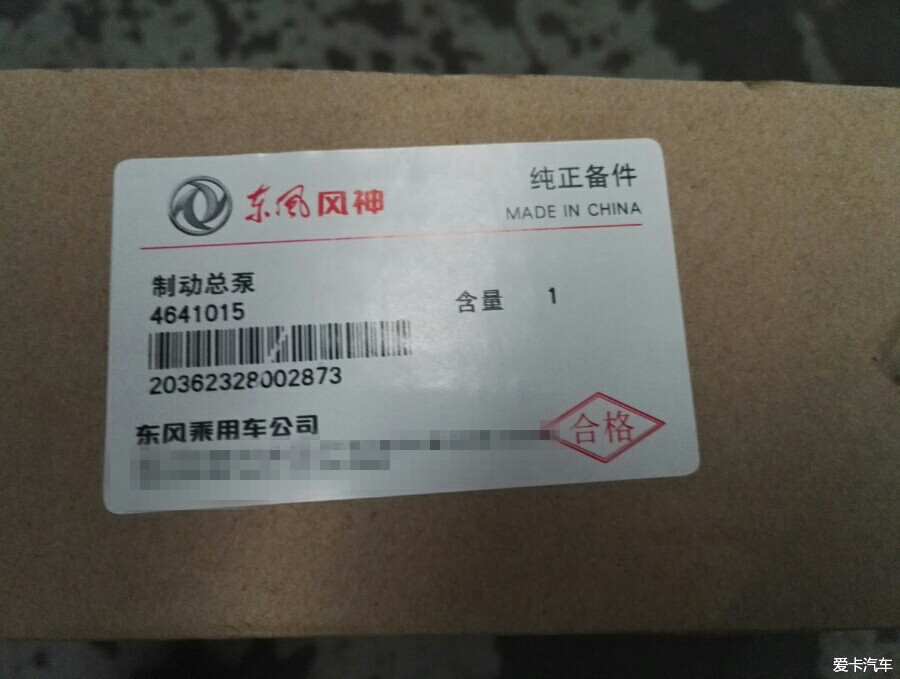 东风风神
纯正备件
MADE IN CHINA
制动总泵
4641015
含量 1
20362328002873
东风乘用车公司
合格
爱卡汽车